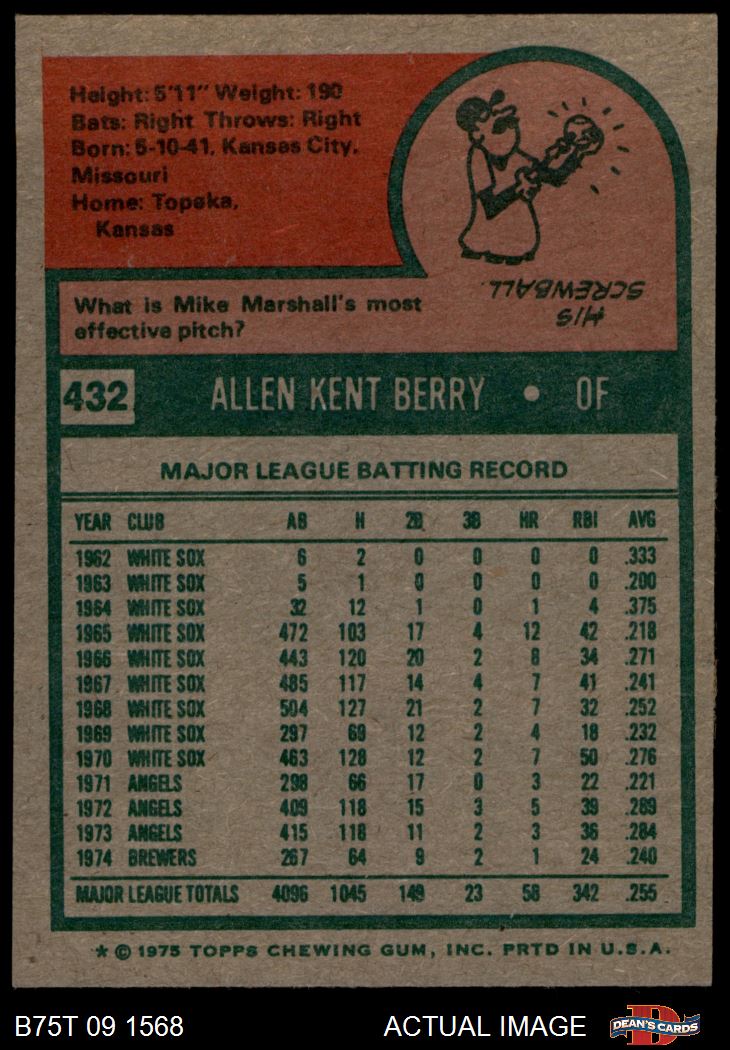 Height: 5'11" Weight: 190
Bats: Right Throws: Right
Born: 5-10-41, Kansas City,
Missouri
Home: Topeka,
Kansas
HIS
SCREWBALL.
What is Mike Marshall's most
effective pitch?
432 ALLEN KENT BERRY • OF
MAJOR LEAGUE BATTING RECORD
YEAR CLUB AB H 2B 3B HR RBI AVG
1962 WHITE SOX 6 2 0 0 0 0 .333
1963 WHITE SOX 5 1 0 0 0 0 .200
1964 WHITE SOX 32 12 1 0 1 4 .375
1965 WHITE SOX 472 103 17 4 12 42 .218
1966 WHITE SOX 443 120 20 2 8 34 .271
1967 WHITE SOX 485 117 14 4 7 41 .241
1968 WHITE SOX 504 127 21 2 7 32 .252
1969 WHITE SOX 297 69 12 2 4 18 .232
1970 WHITE SOX 463 128 12 2 7 50 .276
1971 ANGELS 298 66 17 0 3 22 .221
1972 ANGELS 409 118 15 3 5 39 .289
1973 ANGELS 415 118 11 2 3 36 .284
1974 BREWERS 267 64 9 2 1 24 .240
MAJOR LEAGUE TOTALS 4096 1045 149 23 58 342 .255
* © 1975 TOPPS CHEWING GUM, INC. PRTD IN U.S.A.
B75T 09 1568 ACTUAL IMAGE D DEAN'S CARDS